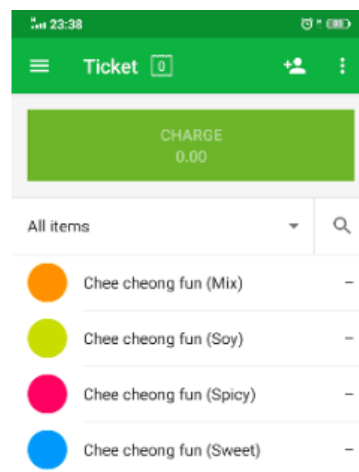 23:38
Ticket 0
CHARGE
0.00
All items
Chee cheong fun (Mix) –
Chee cheong fun (Soy) –
Chee cheong fun (Spicy) –
Chee cheong fun (Sweet) –